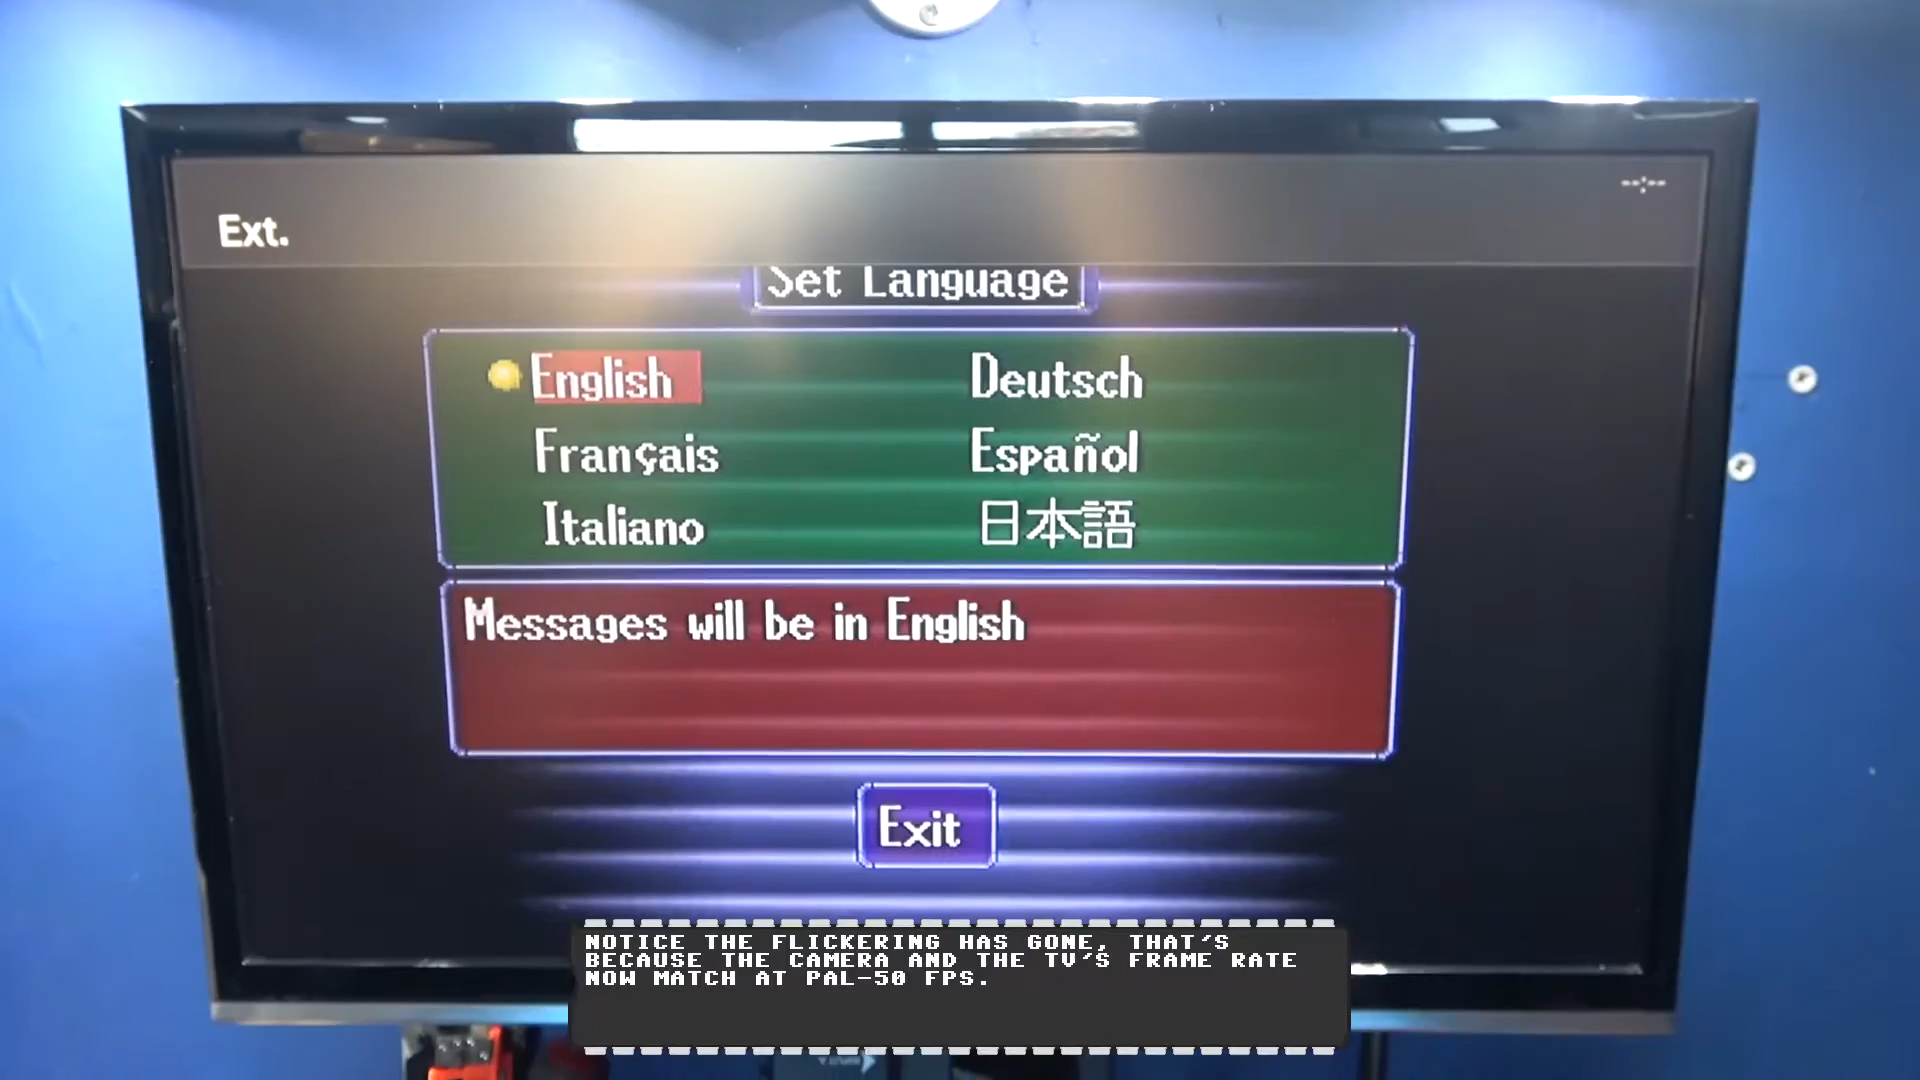 --:--
Ext.
Set Language
English
Deutsch
Français
Español
Italiano
日本語
Messages will be in English
Exit
NOTICE THE FLICKERING HAS GONE, THAT'S
BECAUSE THE CAMERA AND THE TV'S FRAME RATE
NOW MATCH AT PAL-50 FPS.